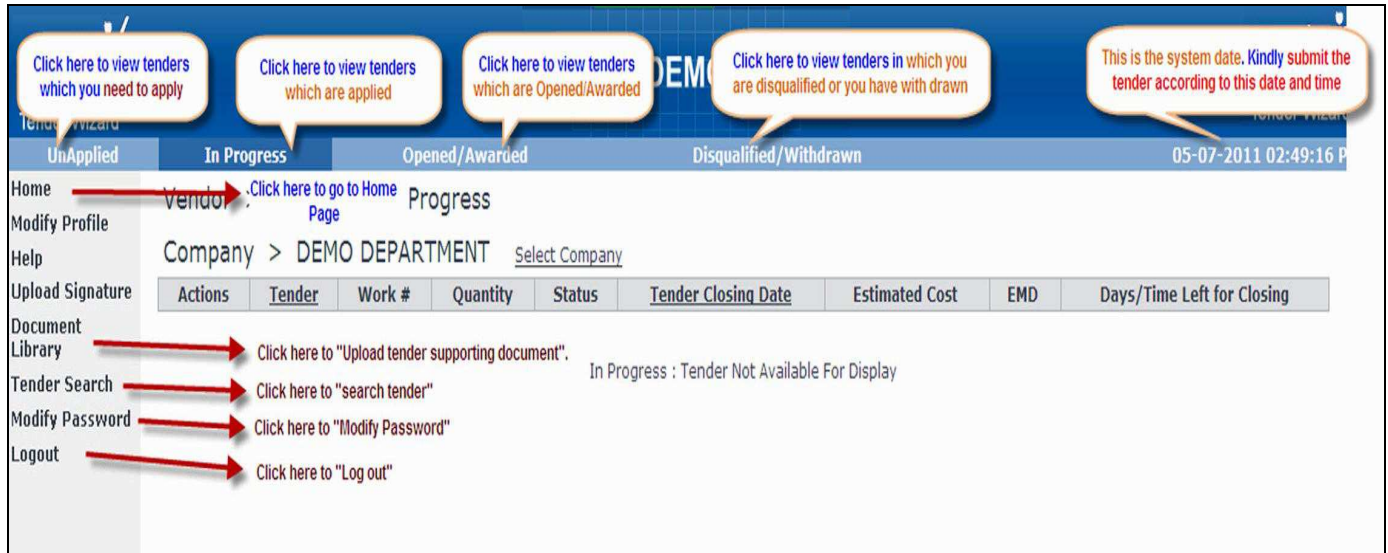 Click here to view tenders
which you need to apply
Click here to view tenders
which are applied
Click here to view tenders
which are Opened/Awarded
Click here to view tenders in which you
are disqualified or you have with drawn
This is the system date. Kindly submit the
tender according to this date and time
UnApplied In Progress Opened/Awarded Disqualified/Withdrawn 05-07-2011 02:49:16 P
Home
Modify Profile
Help
Upload Signature
Document
Library
Tender Search
Modify Password
Logout
Click here to go to Home
Page
Vendor : Progress
Company > DEMO DEPARTMENT Select Company
Actions Tender Work # Quantity Status Tender Closing Date Estimated Cost EMD Days/Time Left for Closing
Click here to "Upload tender supporting document".
In Progress : Tender Not Available For Display
Click here to "search tender"
Click here to "Modify Password"
Click here to "Log out"